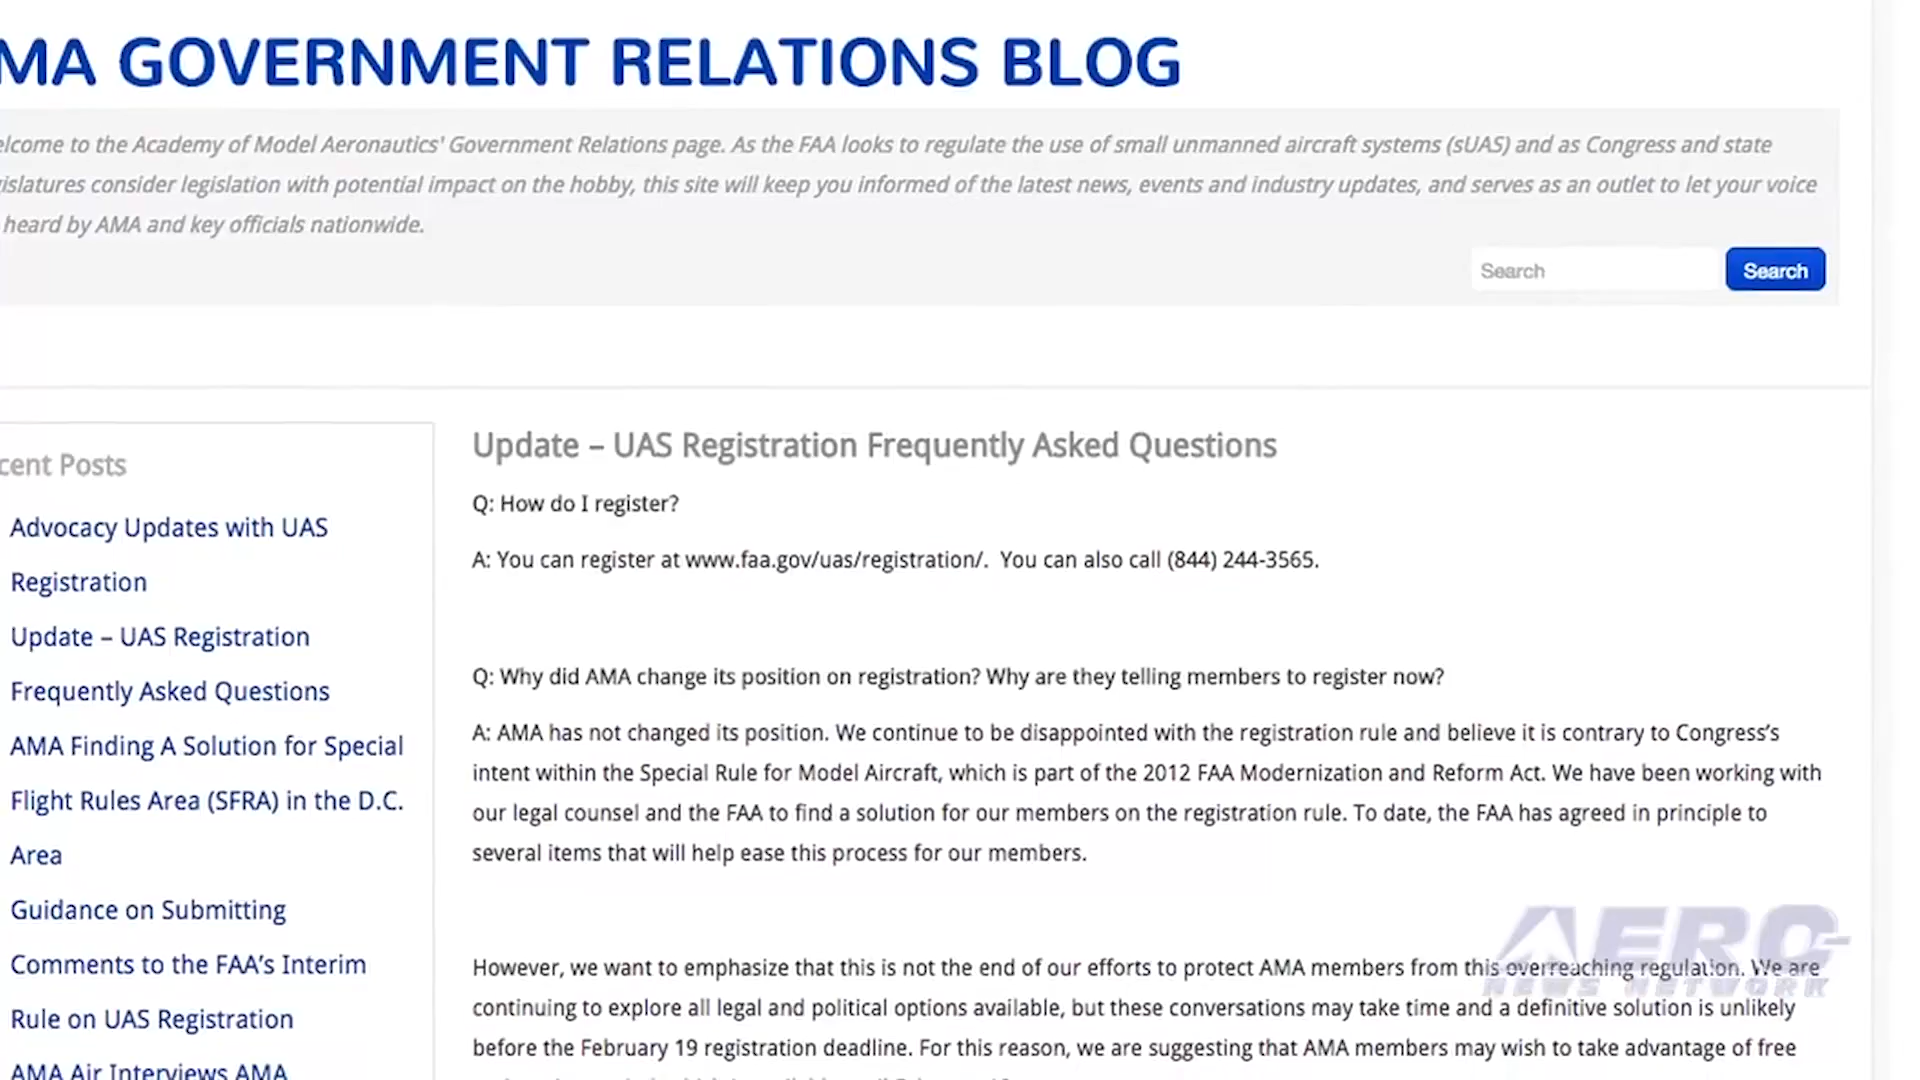 MA GOVERNMENT RELATIONS BLOG
elcome to the Academy of Model Aeronautics' Government Relations page. As the FAA looks to regulate the use of small unmanned aircraft systems (sUAS) and as Congress and state
gislatures consider legislation with potential impact on the hobby, this site will keep you informed of the latest news, events and industry updates, and serves as an outlet to let your voice
heard by AMA and key officials nationwide.
Search Search
cent Posts
Advocacy Updates with UAS
Registration
Update – UAS Registration
Frequently Asked Questions
AMA Finding A Solution for Special
Flight Rules Area (SFRA) in the D.C.
Area
Guidance on Submitting
Comments to the FAA's Interim
Rule on UAS Registration
AMA Air Interviews AMA
Update – UAS Registration Frequently Asked Questions
Q: How do I register?
A: You can register at www.faa.gov/uas/registration/. You can also call (844) 244-3565.
Q: Why did AMA change its position on registration? Why are they telling members to register now?
A: AMA has not changed its position. We continue to be disappointed with the registration rule and believe it is contrary to Congress's
intent within the Special Rule for Model Aircraft, which is part of the 2012 FAA Modernization and Reform Act. We have been working with
our legal counsel and the FAA to find a solution for our members on the registration rule. To date, the FAA has agreed in principle to
several items that will help ease this process for our members.
However, we want to emphasize that this is not the end of our efforts to protect AMA members from this overreaching regulation. We are
continuing to explore all legal and political options available, but these conversations may take time and a definitive solution is unlikely
before the February 19 registration deadline. For this reason, we are suggesting that AMA members may wish to take advantage of free
AERO-
NEWS NETWORK